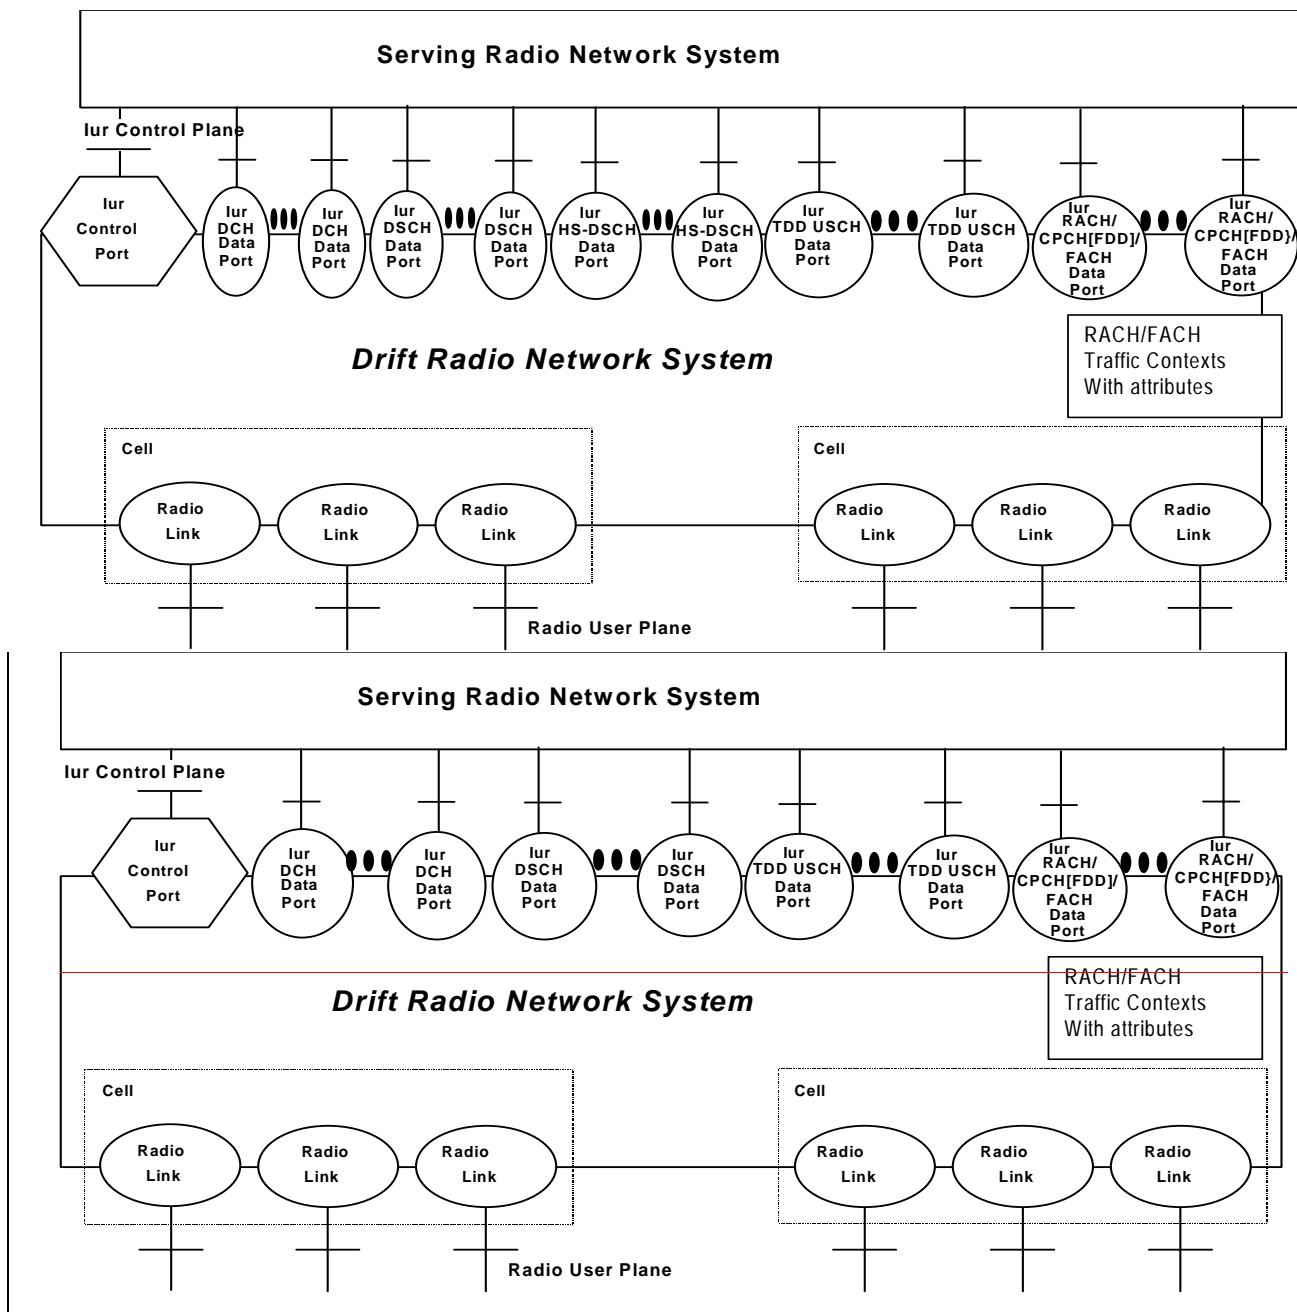 Serving Radio Network System
Iur Control Plane
Iur
Control
Port
Iur
DCH
Data
Port
Iur
DCH
Data
Port
Iur
DSCH
Data
Port
Iur
DSCH
Data
Port
Iur
HS-DSCH
Data
Port
Iur
HS-DSCH
Data
Port
Iur
TDD USCH
Data
Port
Iur
TDD USCH
Data
Port
Iur
RACH/
CPCH[FDD]/
FACH
Data
Port
Iur
RACH/
CPCH[FDD}/
FACH
Data
Port
Drift Radio Network System
RACH/FACH
Traffic Contexts
With attributes
Cell
Radio
Link
Radio
Link
Radio
Link
Cell
Radio
Link
Radio
Link
Radio
Link
Radio User Plane
Serving Radio Network System
Iur Control Plane
Iur
Control
Port
Iur
DCH
Data
Port
Iur
DCH
Data
Port
Iur
DSCH
Data
Port
Iur
DSCH
Data
Port
Iur
TDD USCH
Data
Port
Iur
TDD USCH
Data
Port
Iur
RACH/
CPCH[FDD]/
FACH
Data
Port
Iur
RACH/
CPCH[FDD}/
FACH
Data
Port
Drift Radio Network System
RACH/FACH
Traffic Contexts
With attributes
Cell
Radio
Link
Radio
Link
Radio
Link
Cell
Radio
Link
Radio
Link
Radio
Link
Radio User Plane